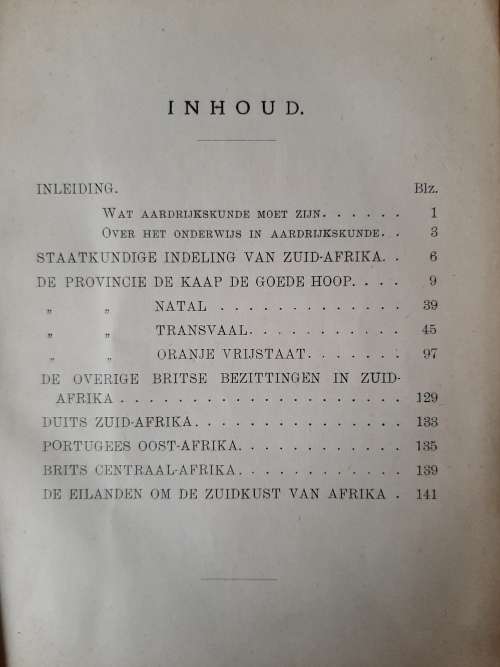 INHOUD.
INLEIDING. Blz.
WAT AARDRIJKSKUNDE MOET ZIJN. . . . . . 1
OVER HET ONDERWIJS IN AARDRIJKSKUNDE. . 3
STAATKUNDIGE INDELING VAN ZUID-AFRIKA. . 6
DE PROVINCIE DE KAAP DE GOEDE HOOP. . . . 9
„ „ NATAL . . . . . . . . . . 39
„ „ TRANSVAAL. . . . . . . . . 45
„ „ ORANJE VRIJSTAAT. . . . . . 97
DE OVERIGE BRITSE BEZITTINGEN IN ZUID-
AFRIKA . . . . . . . . . . . . . . . . 129
DUITS ZUID-AFRIKA. . . . . . . . . . . . 133
PORTUGEES OOST-AFRIKA. . . . . . . . . . 135
BRITS CENTRAAL-AFRIKA. . . . . . . . . . 139
DE EILANDEN OM DE ZUIDKUST VAN AFRIKA . 141